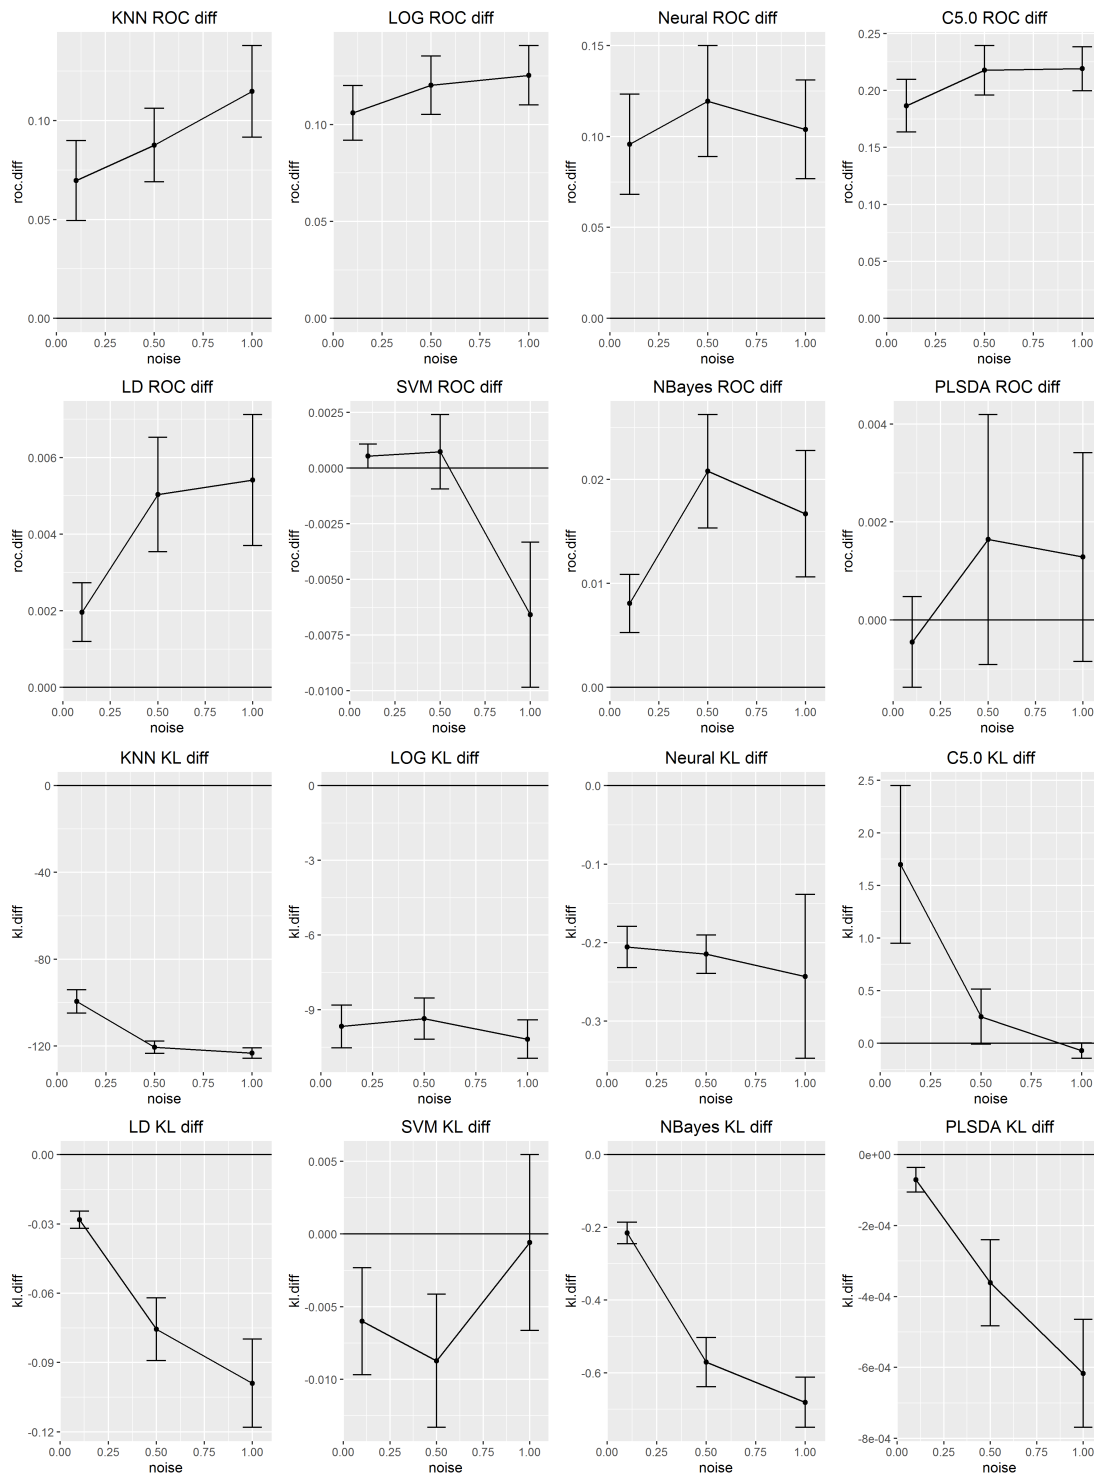 KNN ROC diff
LOG ROC diff
Neural ROC diff
C5.0 ROC diff
roc.diff
0.10
0.05
0.00
0.00 0.25 0.50 0.75 1.00
noise
roc.diff
0.10
0.05
0.00
0.00 0.25 0.50 0.75 1.00
noise
roc.diff
0.15
0.10
0.05
0.00
0.00 0.25 0.50 0.75 1.00
noise
roc.diff
0.25
0.20
0.15
0.10
0.05
0.00
0.00 0.25 0.50 0.75 1.00
noise
LD ROC diff
SVM ROC diff
NBayes ROC diff
PLSDA ROC diff
roc.diff
0.006
0.004
0.002
0.000
0.00 0.25 0.50 0.75 1.00
noise
roc.diff
0.0025
0.0000
-0.0025
-0.0050
-0.0075
-0.0100
0.00 0.25 0.50 0.75 1.00
noise
roc.diff
0.02
0.01
0.00
0.00 0.25 0.50 0.75 1.00
noise
roc.diff
0.004
0.002
0.000
0.00 0.25 0.50 0.75 1.00
noise
KNN KL diff
LOG KL diff
Neural KL diff
C5.0 KL diff
kl.diff
0
-40
-80
-120
0.00 0.25 0.50 0.75 1.00
noise
kl.diff
0
-3
-6
-9
0.00 0.25 0.50 0.75 1.00
noise
kl.diff
0.0
-0.1
-0.2
-0.3
0.00 0.25 0.50 0.75 1.00
noise
kl.diff
2.5
2.0
1.5
1.0
0.5
0.0
0.00 0.25 0.50 0.75 1.00
noise
LD KL diff
SVM KL diff
NBayes KL diff
PLSDA KL diff
kl.diff
0.00
-0.03
-0.06
-0.09
-0.12
0.00 0.25 0.50 0.75 1.00
noise
kl.diff
0.005
0.000
-0.005
-0.010
0.00 0.25 0.50 0.75 1.00
noise
kl.diff
0.0
-0.2
-0.4
-0.6
0.00 0.25 0.50 0.75 1.00
noise
kl.diff
0e+00
-2e-04
-4e-04
-6e-04
-8e-04
0.00 0.25 0.50 0.75 1.00
noise